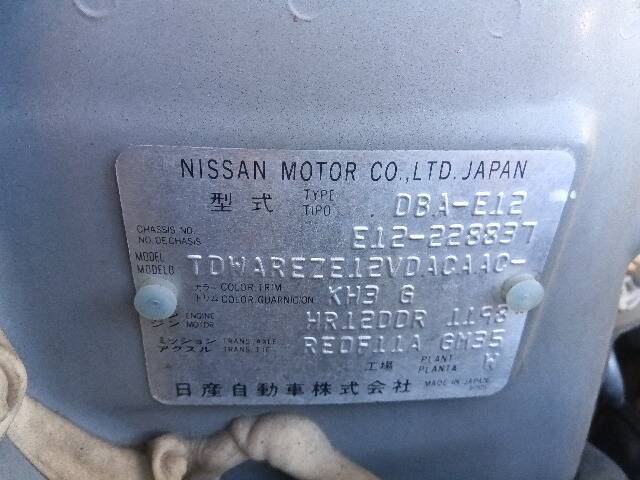 NISSAN MOTOR CO.,LTD. JAPAN
型式 TYPE TIPO DBA-E12
CHASSIS NO. NO.DE CHASIS E12-228837
MODEL MODELO TDWAREZE12VDACAAC-
カラー COLOR,TRIM トリム COLOR,GUARNICION KH3 G
エンジン ENGINE MOTOR HR12DDR 1198
ミッション アクスル TRANS. AXLE TRANS. EJE RE0F11A GM35
工場 PLANT PLANTA W
日産自動車株式会社 MADE IN JAPAN